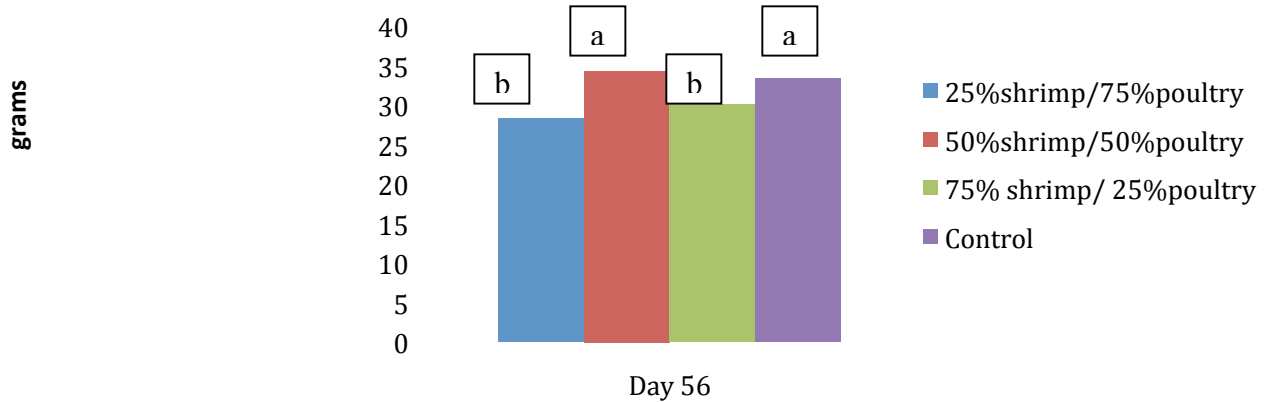 grams
40
35
30
25
20
15
10
5
0
b
a
b
a
Day 56
25%shrimp/75%poultry
50%shrimp/50%poultry
75% shrimp/ 25%poultry
Control